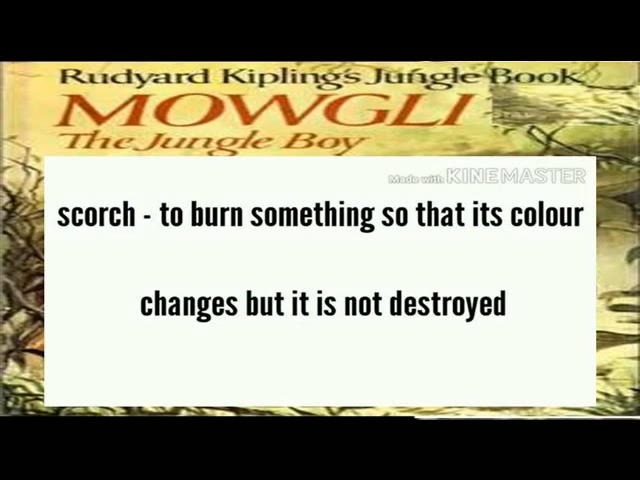 Rudyard Kipling's Jungle Book
MOWGLI
The Jungle Boy
Made with KINEMASTER
scorch - to burn something so that its colour
changes but it is not destroyed